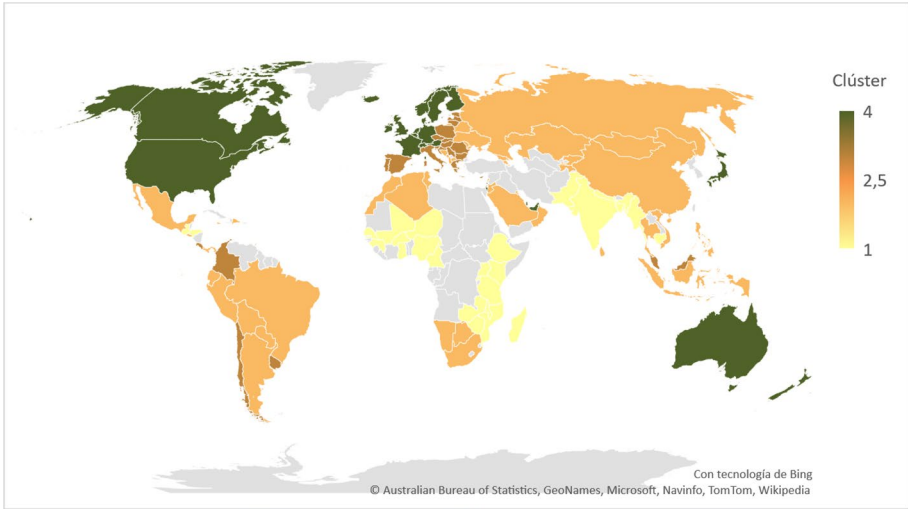 Clúster
4
2,5
1
Con tecnología de Bing
© Australian Bureau of Statistics, GeoNames, Microsoft, Navinfo, TomTom, Wikipedia